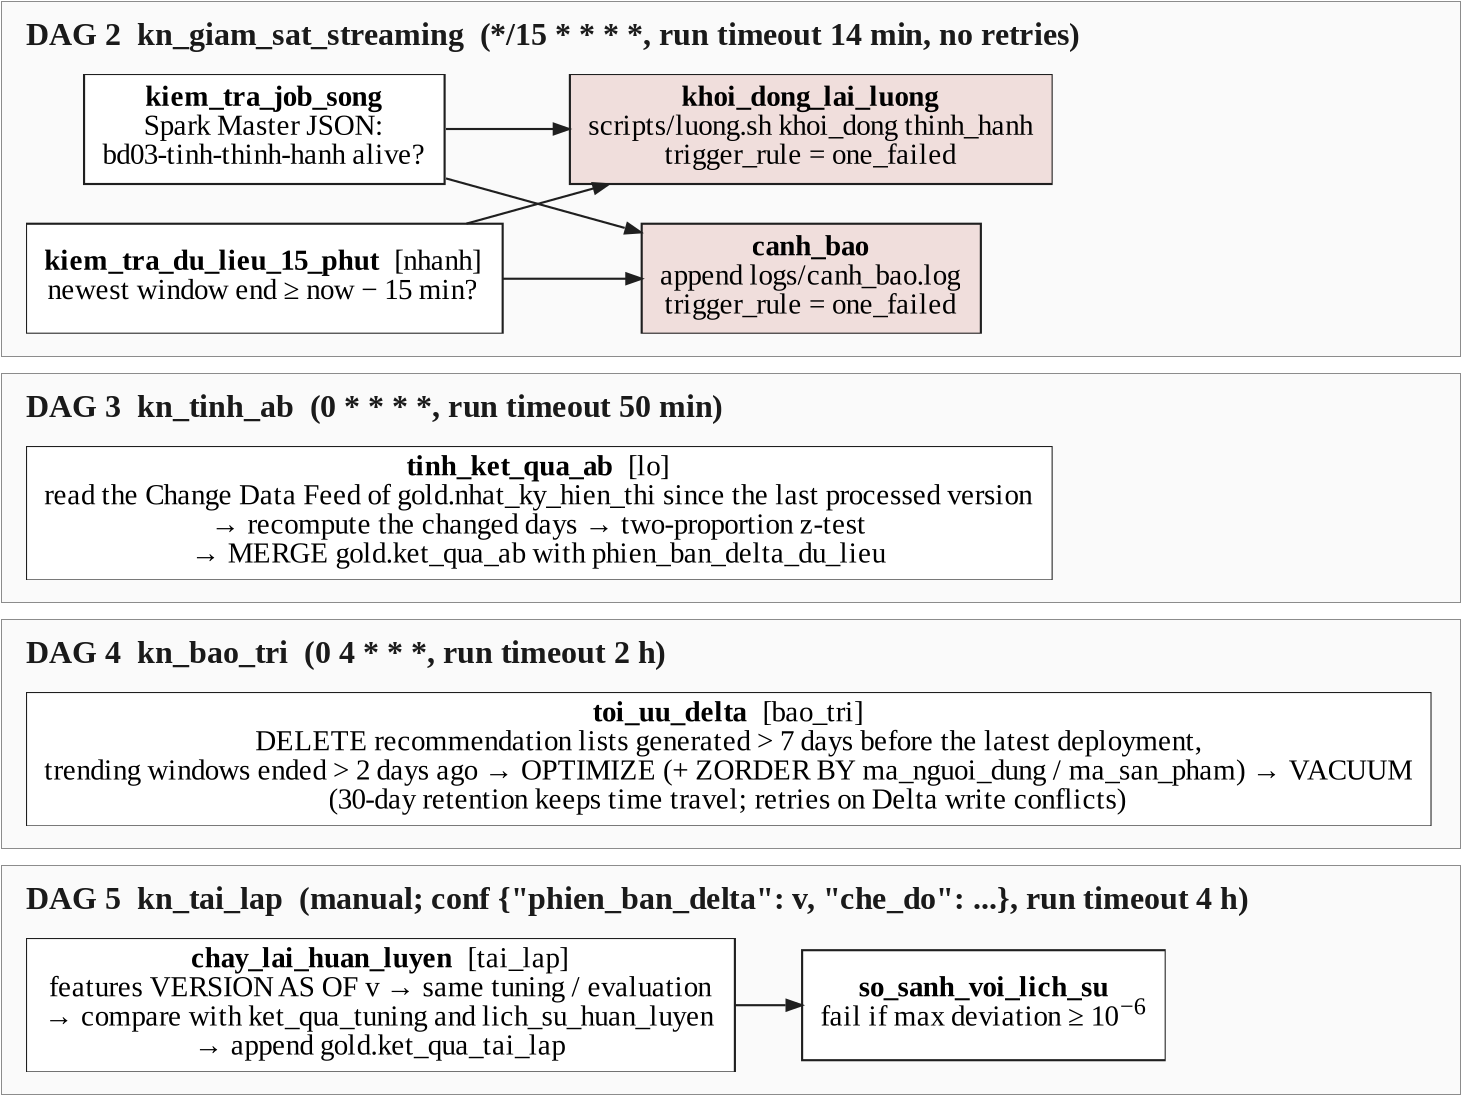 DAG 2 kn_giam_sat_streaming (*/15 * * * *, run timeout 14 min, no retries)
kiem_tra_job_song
Spark Master JSON:
bd03-tinh-thinh-hanh alive?
khoi_dong_lai_luong
scripts/luong.sh khoi_dong thinh_hanh
trigger_rule = one_failed
kiem_tra_du_lieu_15_phut [nhanh]
newest window end ≥ now − 15 min?
canh_bao
append logs/canh_bao.log
trigger_rule = one_failed
DAG 3 kn_tinh_ab (0 * * * *, run timeout 50 min)
tinh_ket_qua_ab [lo]
read the Change Data Feed of gold.nhat_ky_hien_thi since the last processed version
→ recompute the changed days → two-proportion z-test
→ MERGE gold.ket_qua_ab with phien_ban_delta_du_lieu
DAG 4 kn_bao_tri (0 4 * * *, run timeout 2 h)
toi_uu_delta [bao_tri]
DELETE recommendation lists generated > 7 days before the latest deployment,
trending windows ended > 2 days ago → OPTIMIZE (+ ZORDER BY ma_nguoi_dung / ma_san_pham) → VACUUM
(30-day retention keeps time travel; retries on Delta write conflicts)
DAG 5 kn_tai_lap (manual; conf {"phien_ban_delta": v, "che_do": ...}, run timeout 4 h)
chay_lai_huan_luyen [tai_lap]
features VERSION AS OF v → same tuning / evaluation
→ compare with ket_qua_tuning and lich_su_huan_luyen
→ append gold.ket_qua_tai_lap
so_sanh_voi_lich_su
fail if max deviation ≥ 10⁻⁶